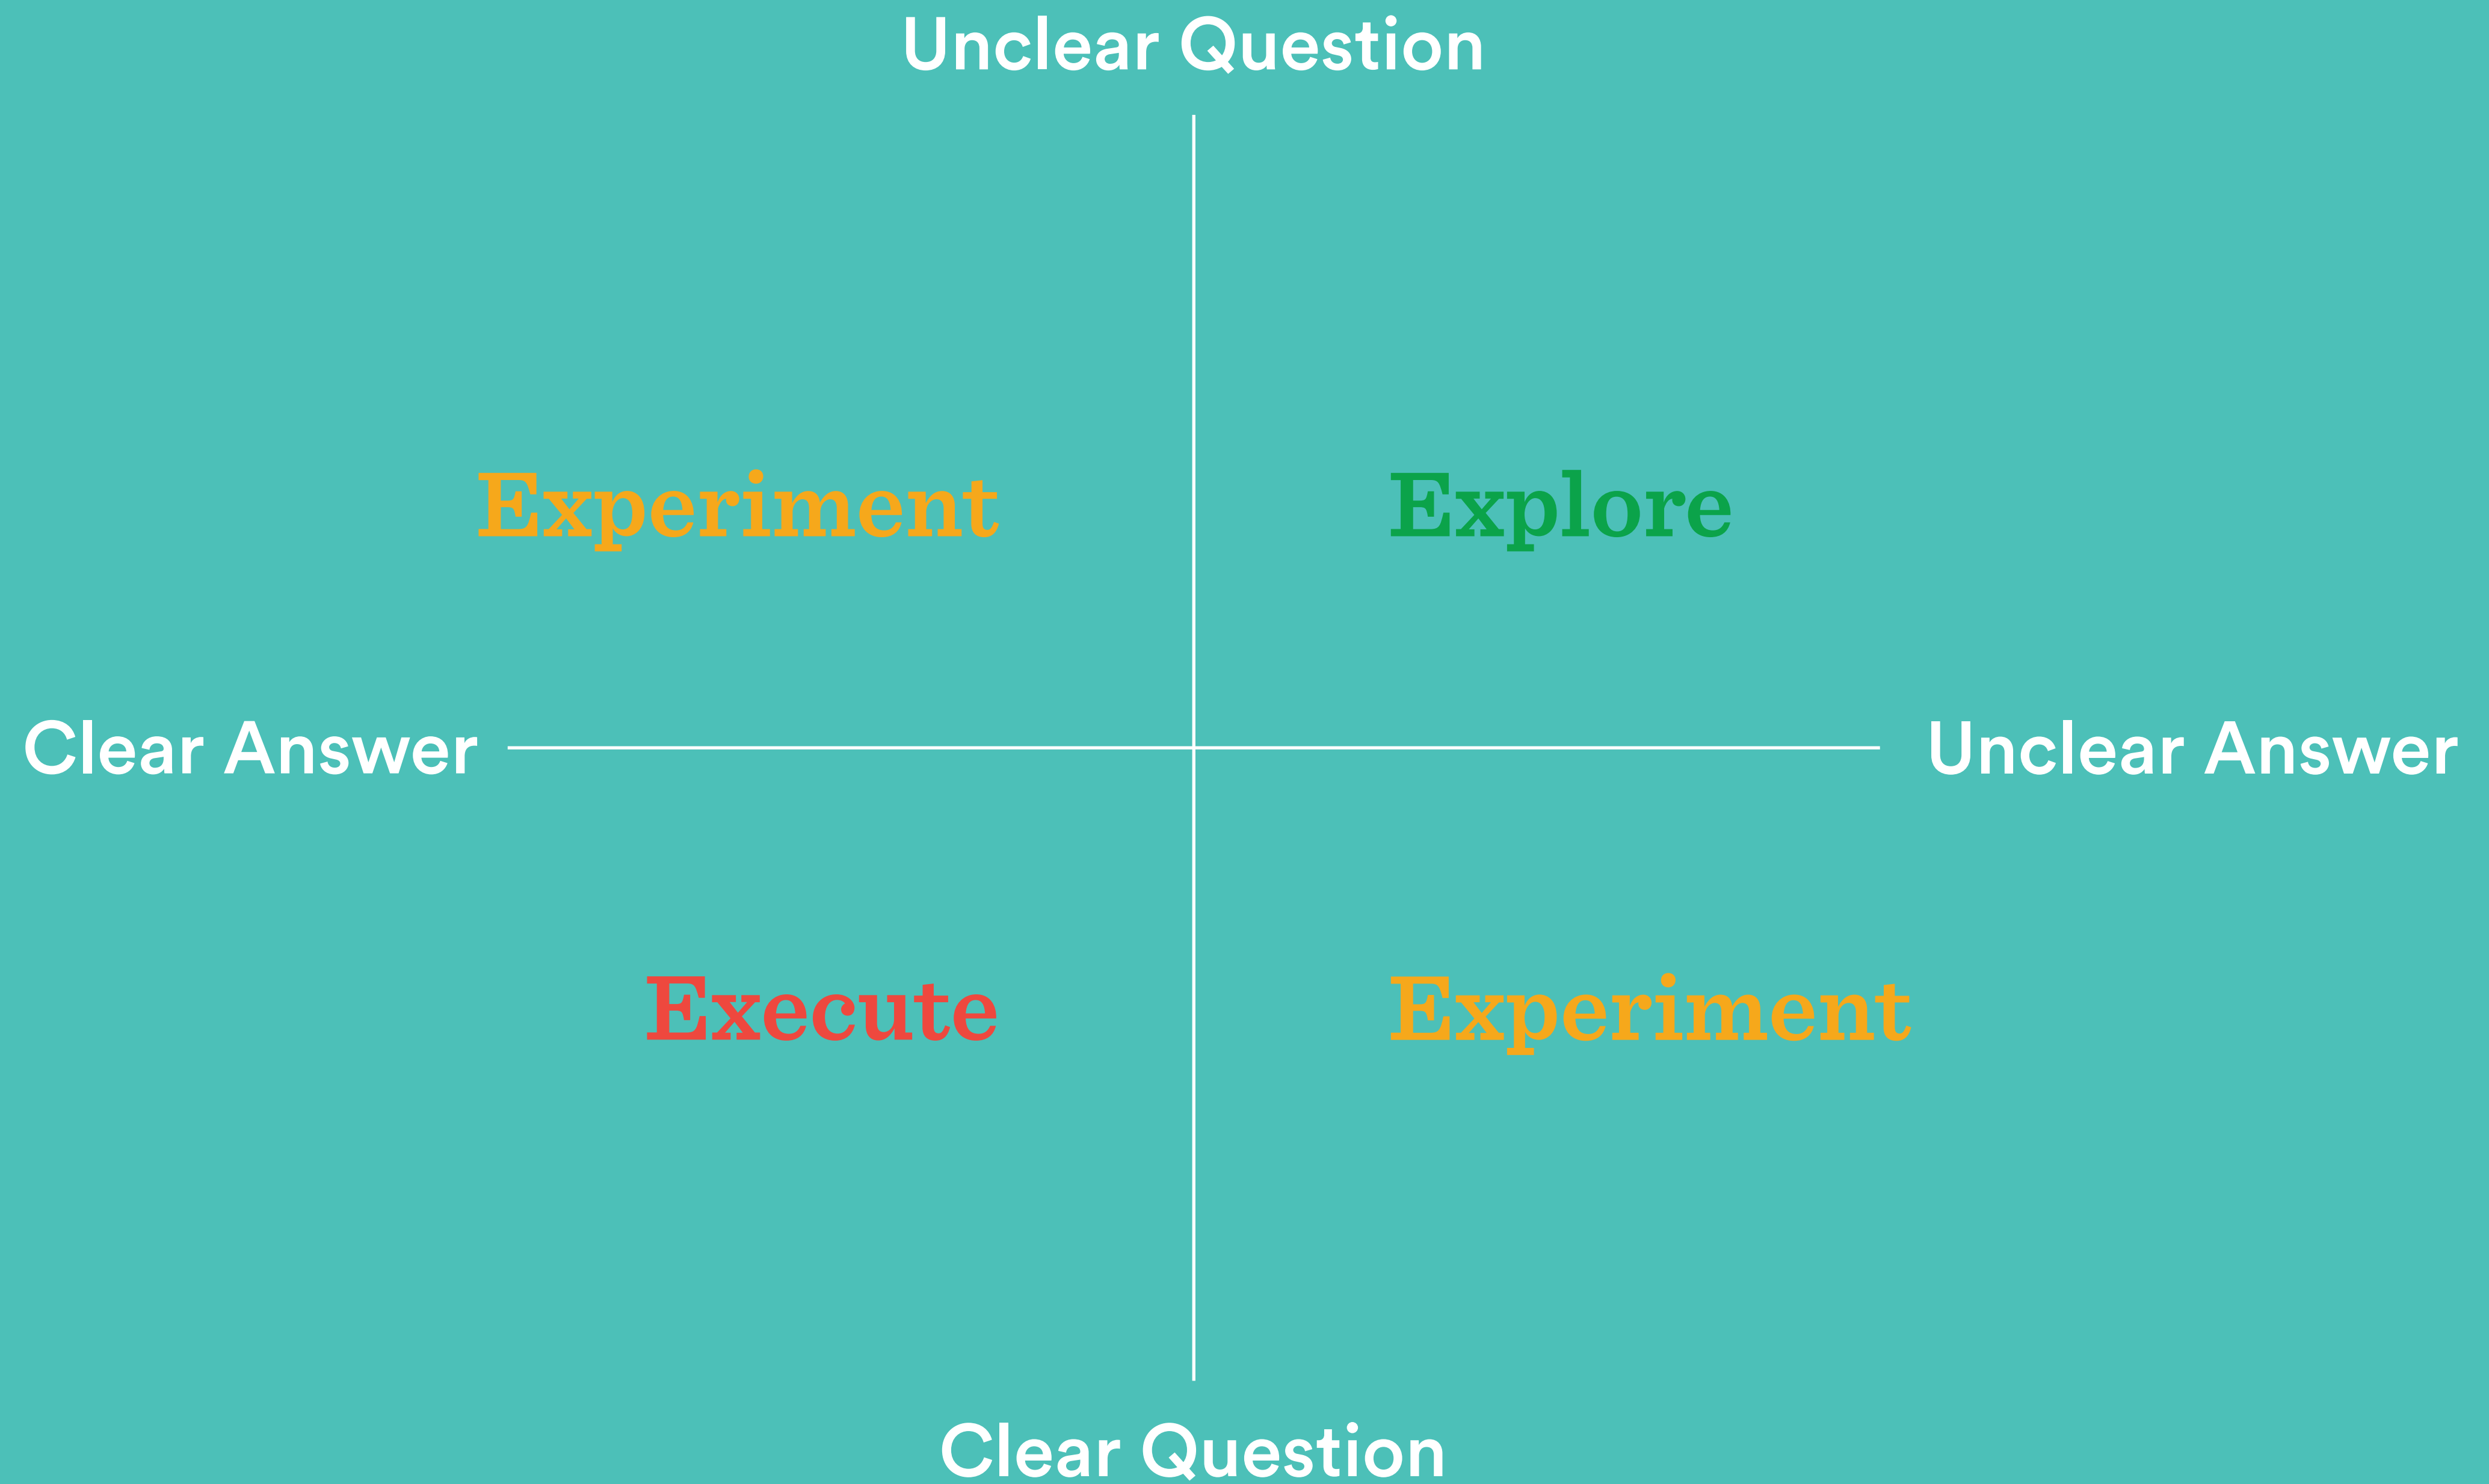 Unclear Question
Experiment
Explore
Clear Answer
Unclear Answer
Execute
Experiment
Clear Question